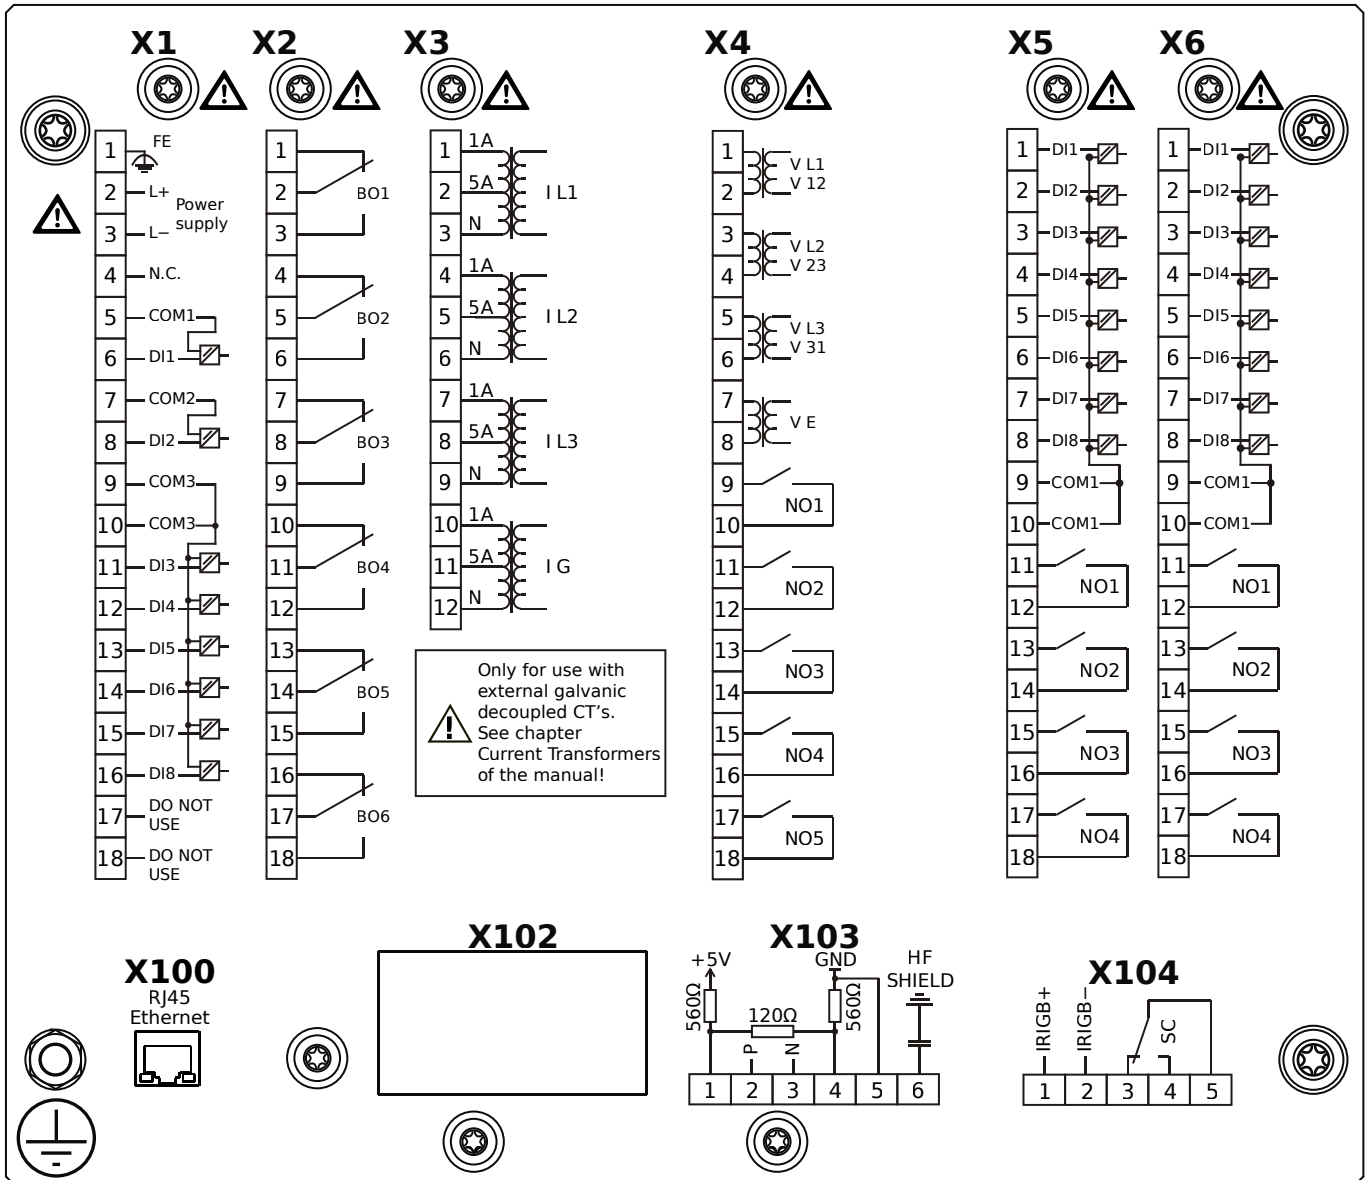 X1
1
FE
2
L+
Power
supply
3
L−
4
N.C.
5
COM1
6
DI1
7
COM2
8
DI2
9
COM3
10
COM3
11
DI3
12
DI4
13
DI5
14
DI6
15
DI7
16
DI8
17
DO NOT
USE
18
DO NOT
USE
X2
1
2
BO1
3
4
5
BO2
6
7
8
BO3
9
10
11
BO4
12
13
14
BO5
15
16
17
BO6
18
X3
1
1A
2
5A
I L1
3
N
4
1A
5
5A
I L2
6
N
7
1A
8
5A
I L3
9
N
10
1A
11
5A
I G
12
N
Only for use with
external galvanic
decoupled CT's.
See chapter
Current Transformers
of the manual!
X4
1
V L1
V 12
2
3
V L2
V 23
4
5
V L3
V 31
6
7
V E
8
9
NO1
10
11
NO2
12
13
NO3
14
15
NO4
16
17
NO5
18
X5
1
DI1
2
DI2
3
DI3
4
DI4
5
DI5
6
DI6
7
DI7
8
DI8
9
COM1
10
COM1
11
NO1
12
13
NO2
14
15
NO3
16
17
NO4
18
X6
1
DI1
2
DI2
3
DI3
4
DI4
5
DI5
6
DI6
7
DI7
8
DI8
9
COM1
10
COM1
11
NO1
12
13
NO2
14
15
NO3
16
17
NO4
18
X100
RJ45
Ethernet
X102
X103
+5V
GND
HF
SHIELD
560Ω
120Ω
560Ω
P
N
1 2 3 4 5 6
X104
IRIGB+
IRIGB−
SC
1 2 3 4 5